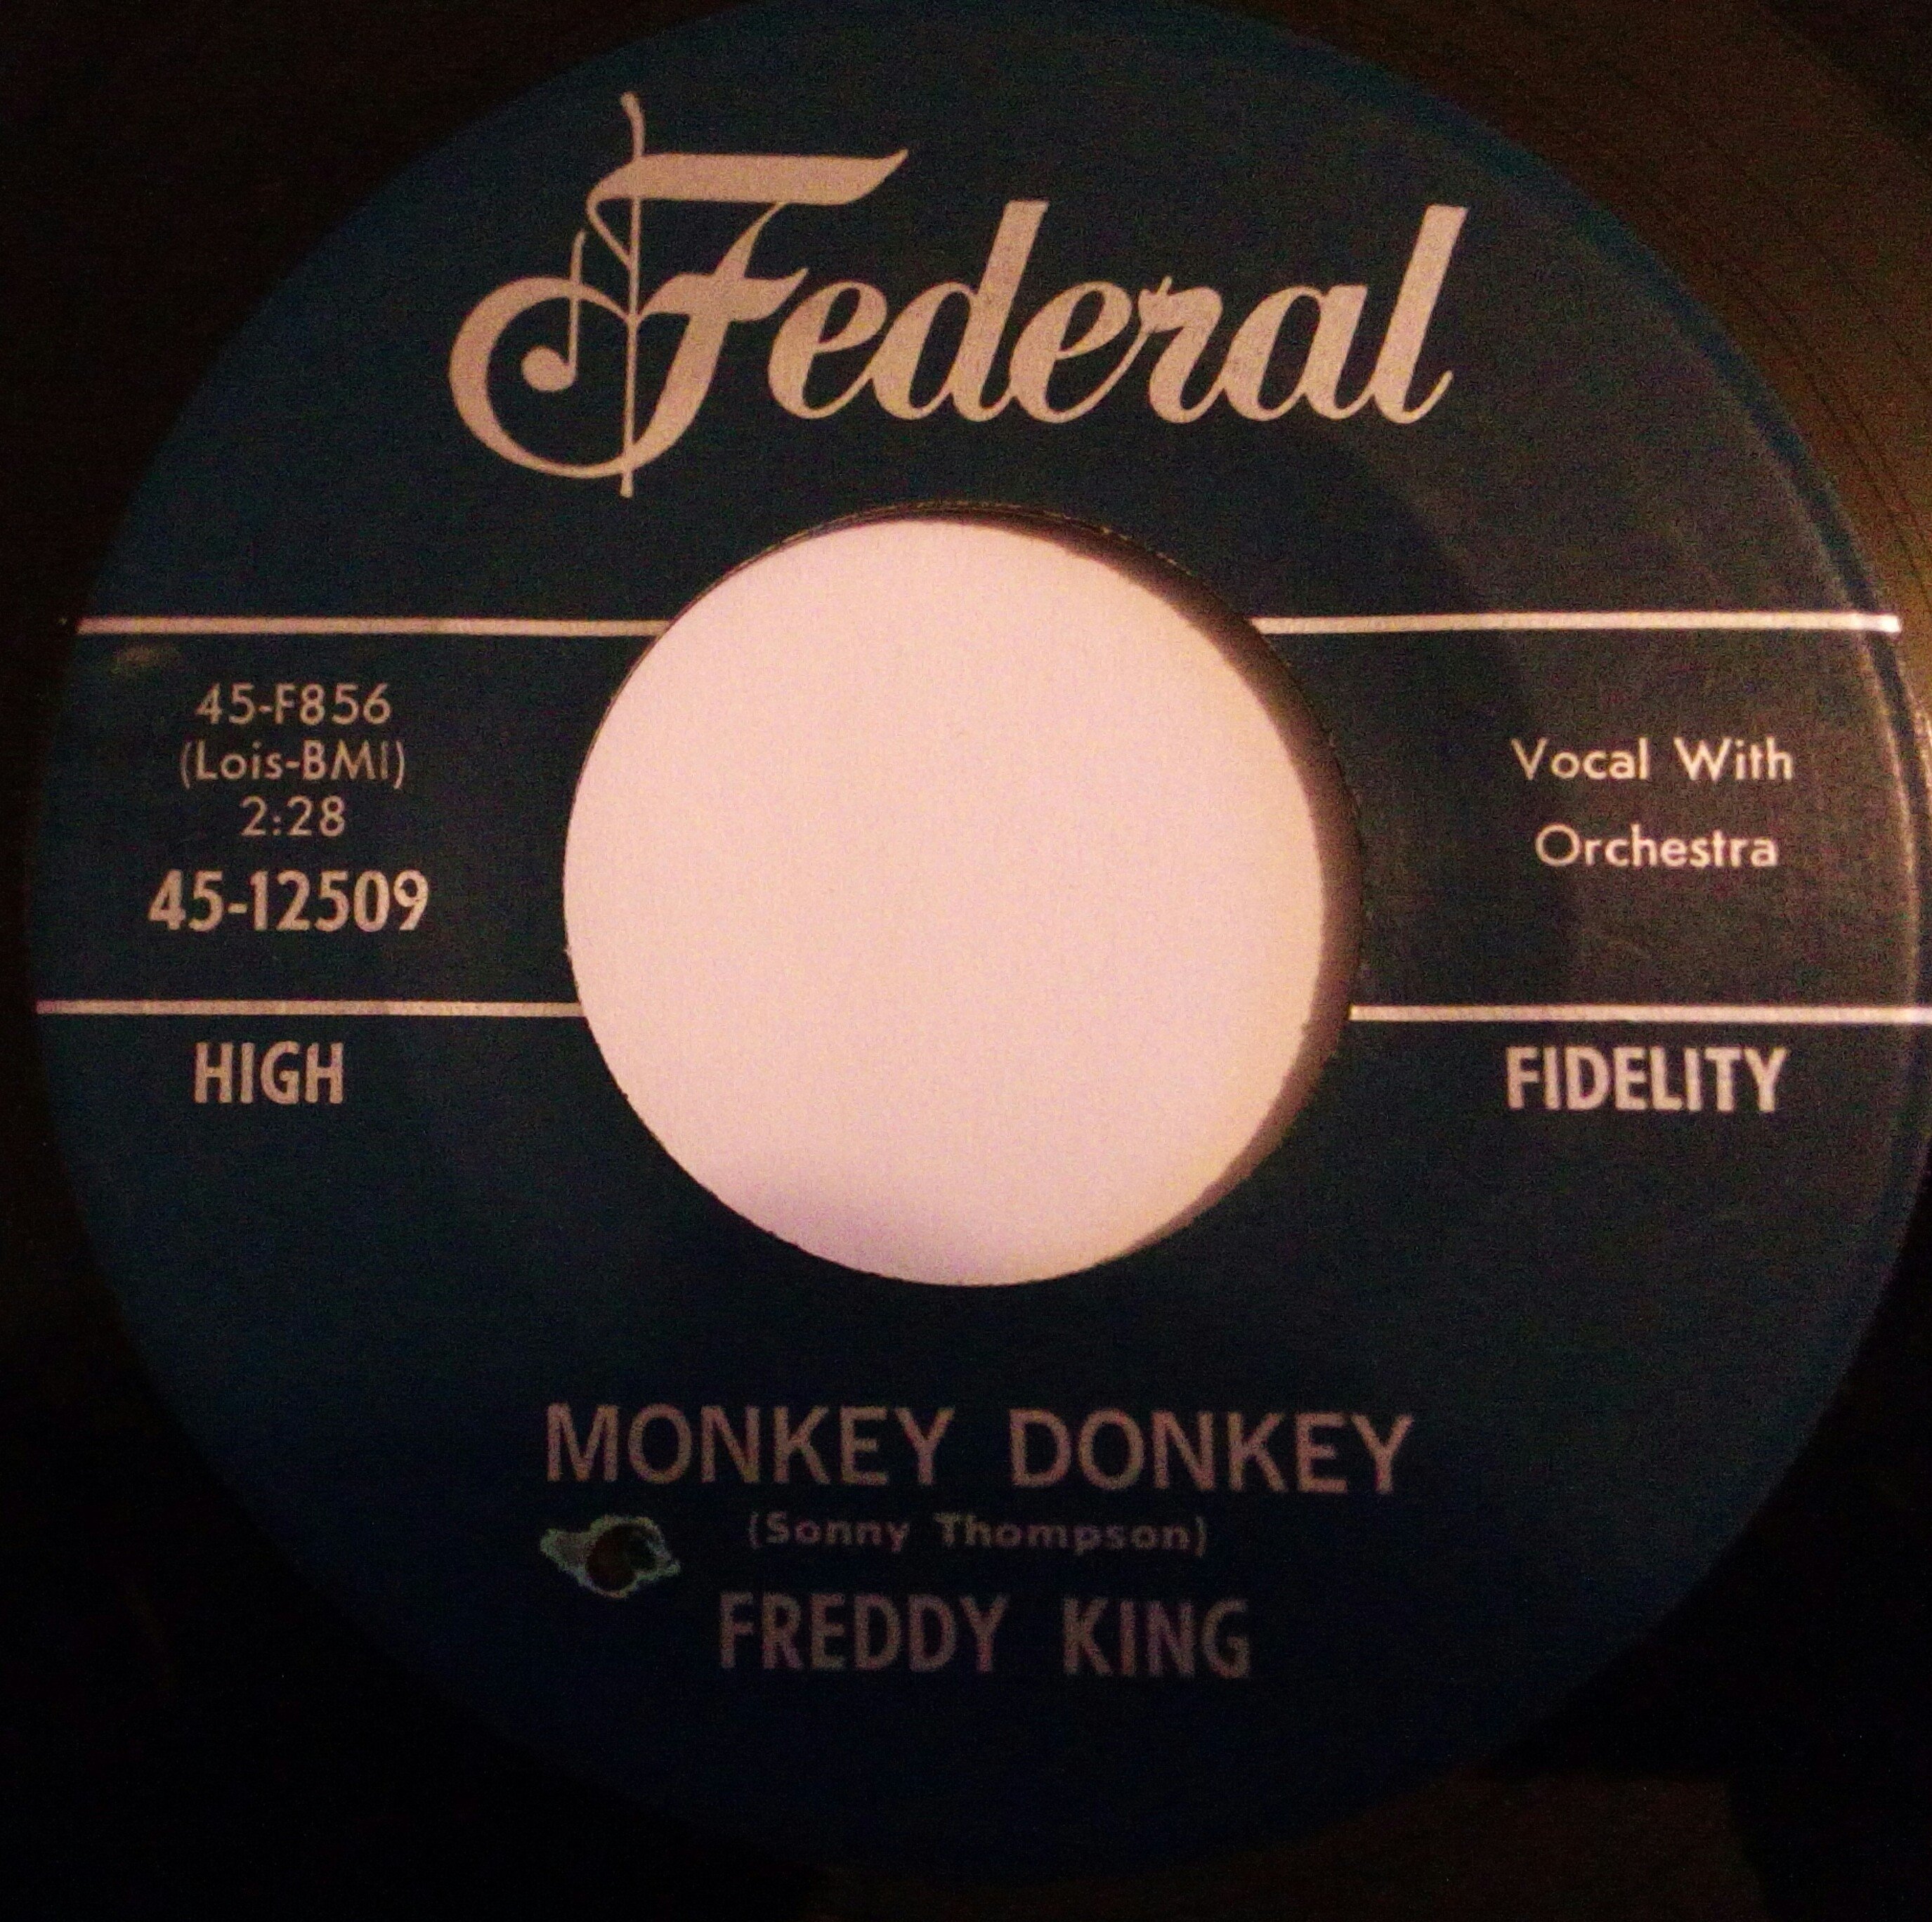 Federal
45-F856
(Lois-BMI)
2:28
45-12509
Vocal With
Orchestra
HIGH
FIDELITY
MONKEY DONKEY
(Sonny Thompson)
FREDDY KING